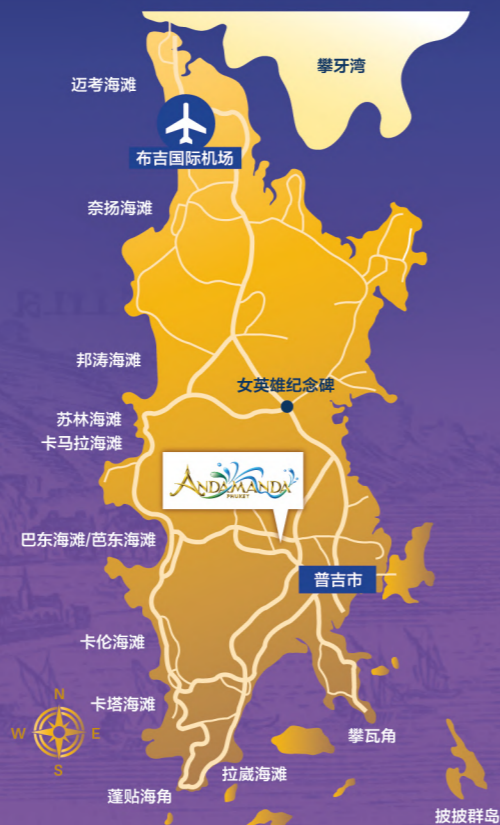 攀牙湾
迈考海滩
布吉国际机场
奈扬海滩
邦涛海滩
女英雄纪念碑
苏林海滩
卡马拉海滩
ANDAMANDA
PHUKET
巴东海滩/芭东海滩
普吉市
卡伦海滩
N
卡塔海滩
W
E
S
攀瓦角
拉崴海滩
蓬贴海角
披披群岛